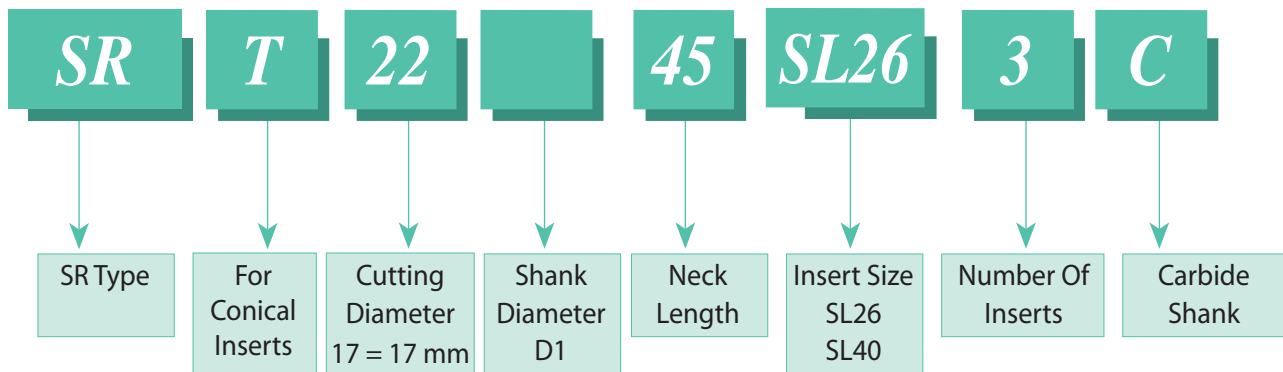 SR T 22 45 SL26 3 C
SR Type
For
Conical
Inserts
Cutting
Diameter
17 = 17 mm
Shank
Diameter
D1
Neck
Length
Insert Size
SL26
SL40
Number Of
Inserts
Carbide
Shank